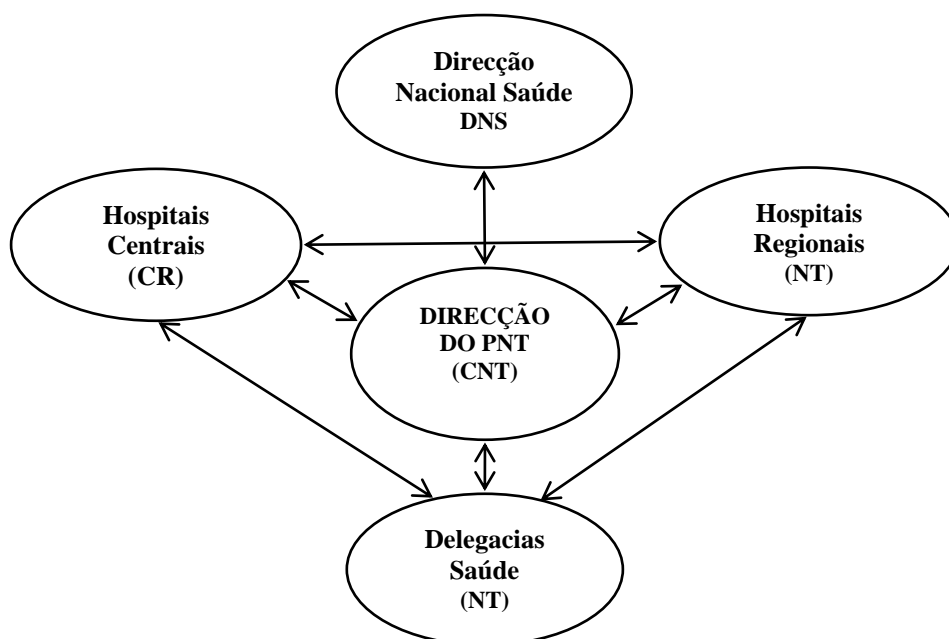 Direcção
Nacional Saúde
DNS
Hospitais
Centrais
(CR)
Hospitais
Regionais
(NT)
DIRECÇÃO
DO PNT
(CNT)
Delegacias
Saúde
(NT)